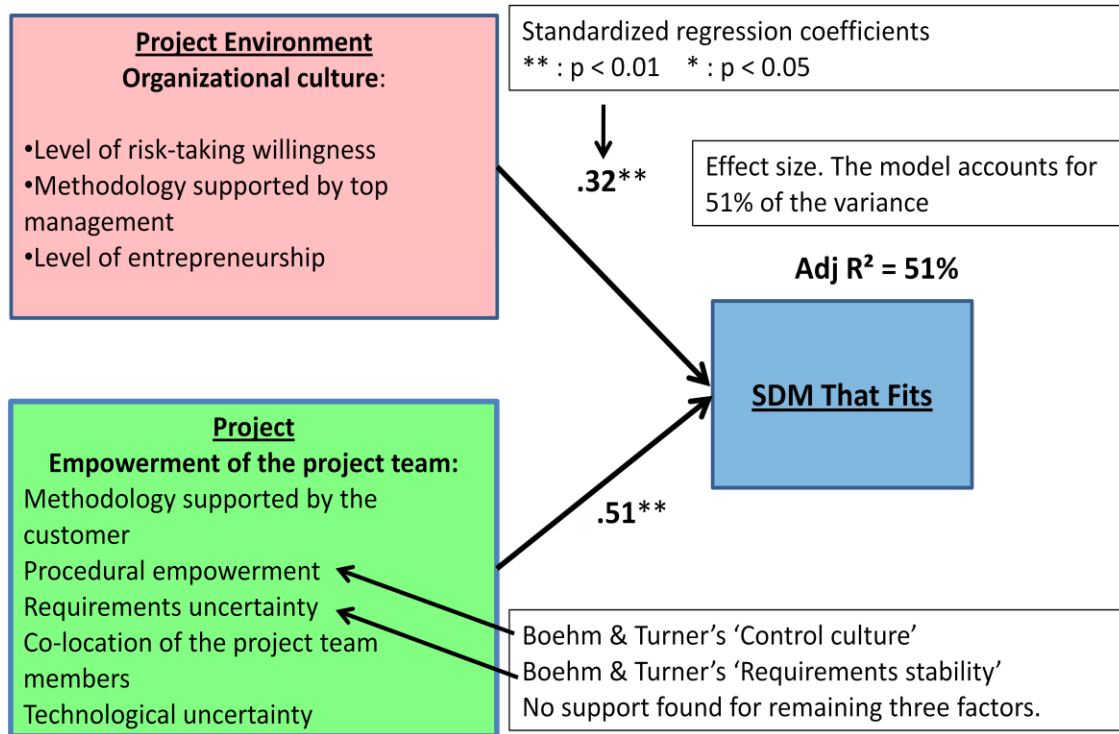 Project Environment
Organizational culture:
•Level of risk-taking willingness
•Methodology supported by top
management
•Level of entrepreneurship
Standardized regression coefficients
** : p < 0.01    * : p < 0.05
.32**
Effect size. The model accounts for
51% of the variance
Adj R² = 51%
SDM That Fits
Project
Empowerment of the project team:
Methodology supported by the
customer
Procedural empowerment
Requirements uncertainty
Co-location of the project team
members
Technological uncertainty
.51**
Boehm & Turner’s ‘Control culture’
Boehm & Turner’s ‘Requirements stability’
No support found for remaining three factors.